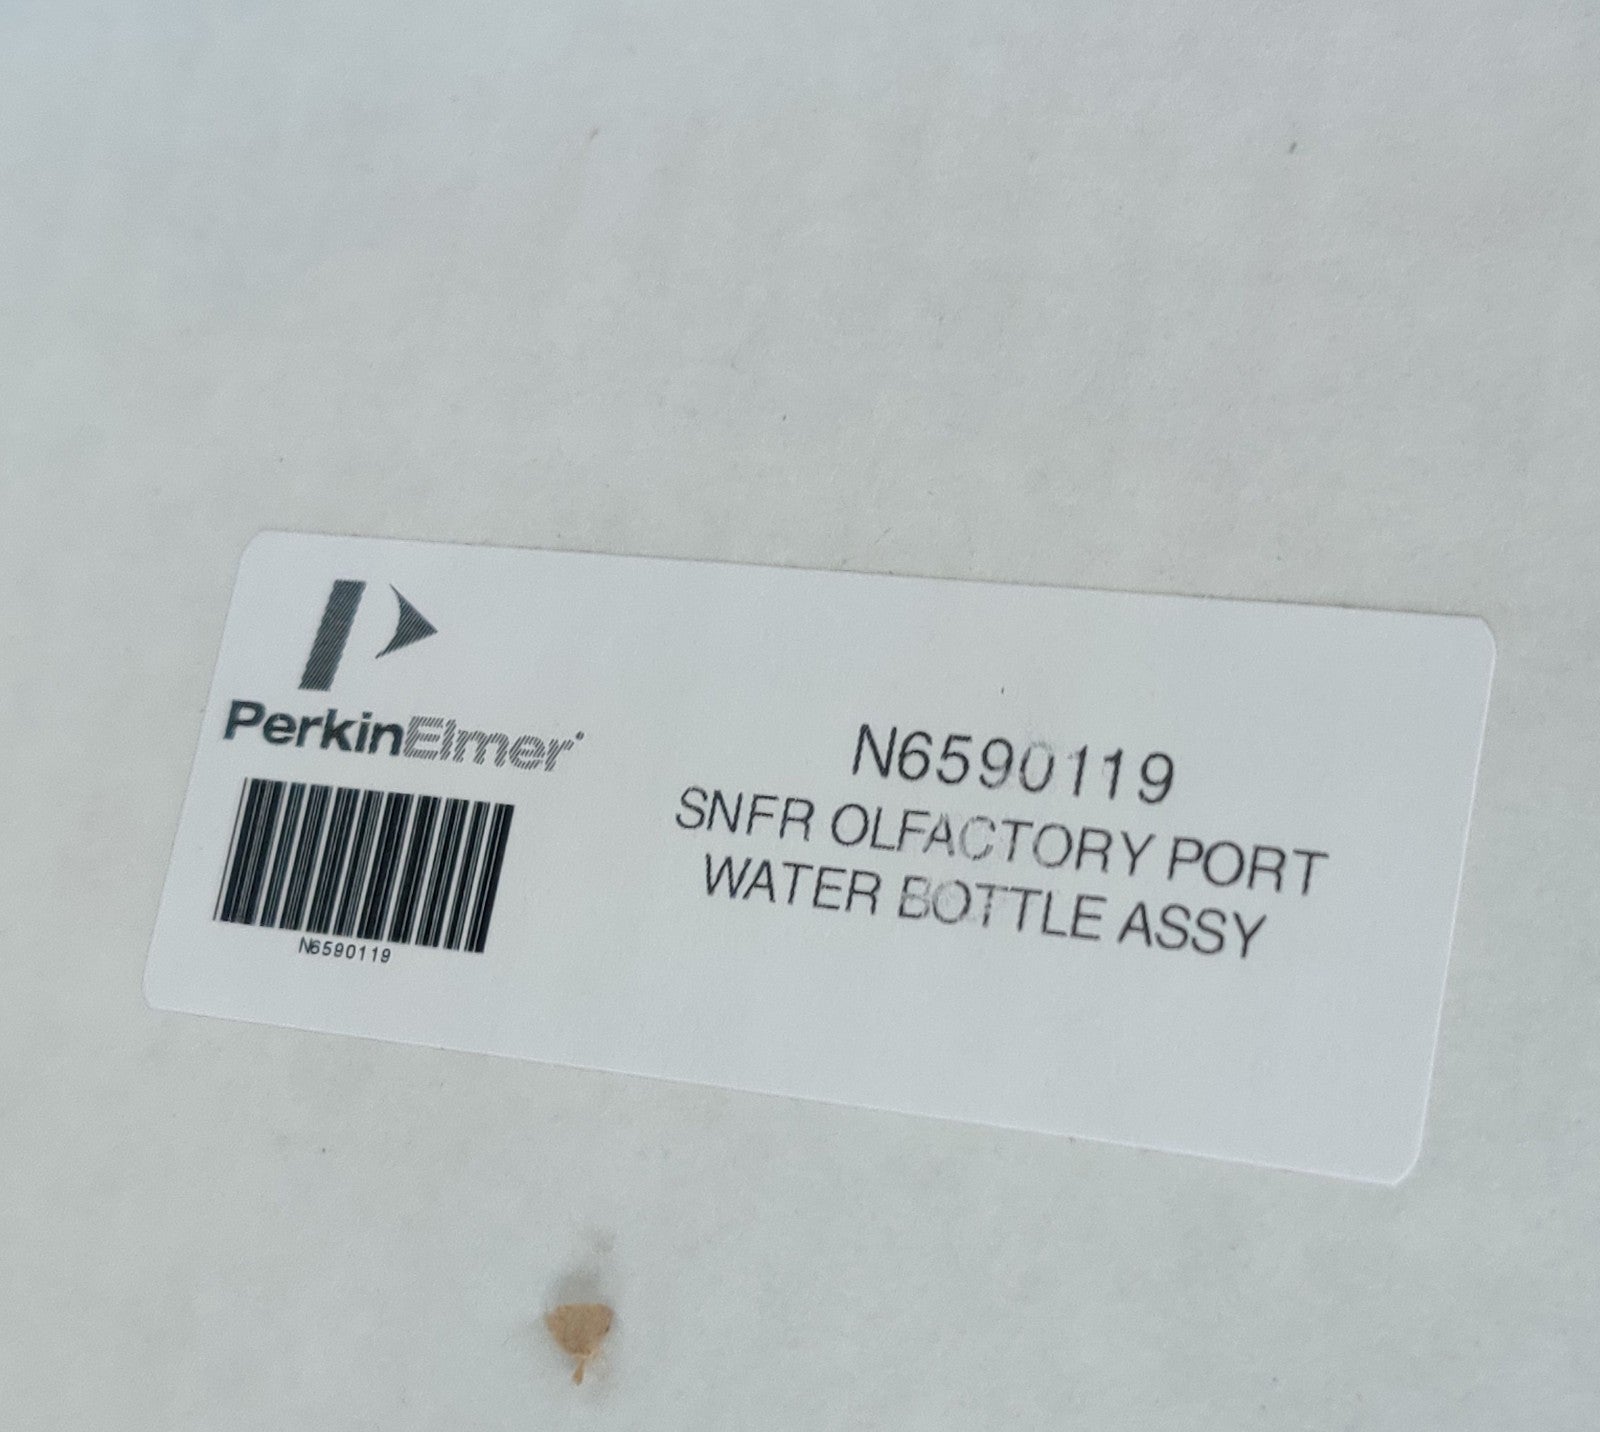 PerkinElmer
N6590119
N6590119
SNFR OLFACTORY PORT
WATER BOTTLE ASSY